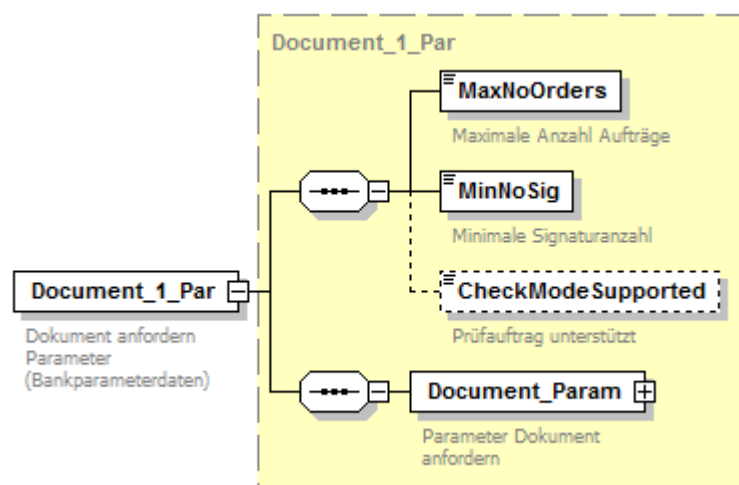 Document_1_Par
MaxNoOrders
Maximale Anzahl Aufträge
MinNoSig
Minimale Signaturanzahl
CheckModeSupported
Prüfauftrag unterstützt
Document_1_Par
Dokument anfordern
Parameter
(Bankparameterdaten)
Document_Param
Parameter Dokument
anfordern